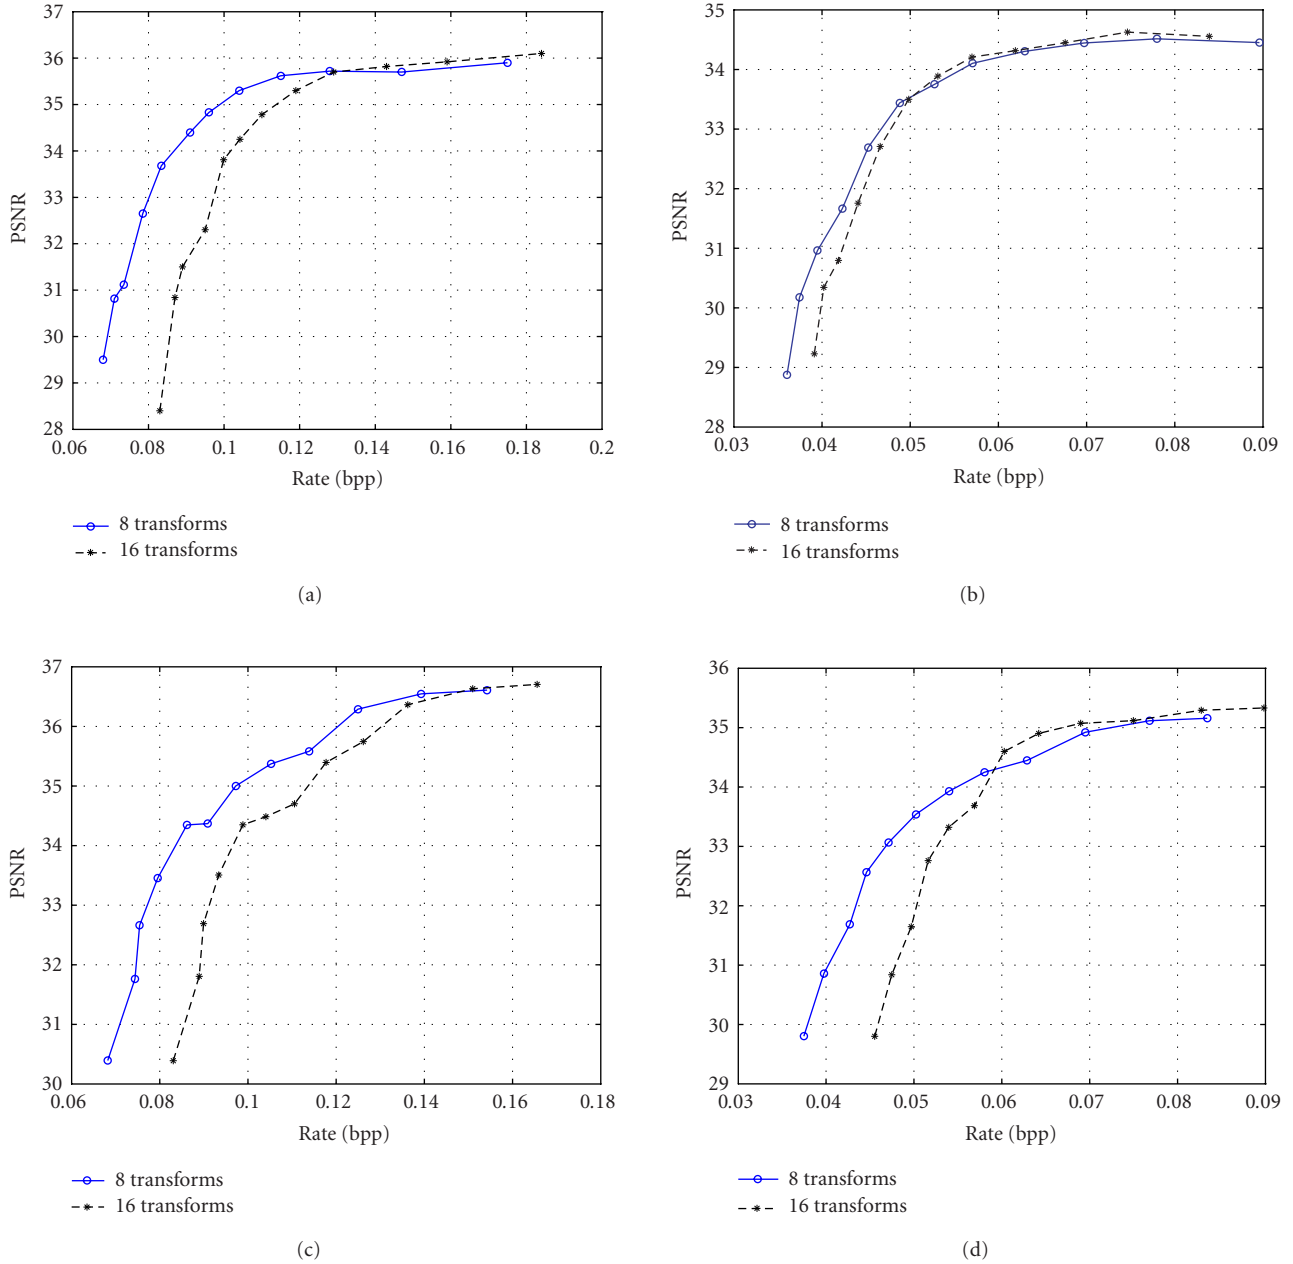 37
36
35
34
33
32
31
30
29
28
PSNR
0.06 0.08 0.1 0.12 0.14 0.16 0.18 0.2
Rate (bpp)
8 transforms
16 transforms
(a)
35
34
33
32
31
30
29
28
PSNR
0.03 0.04 0.05 0.06 0.07 0.08 0.09
Rate (bpp)
8 transforms
16 transforms
(b)
37
36
35
34
33
32
31
30
PSNR
0.06 0.08 0.1 0.12 0.14 0.16 0.18
Rate (bpp)
8 transforms
16 transforms
(c)
36
35
34
33
32
31
30
29
PSNR
0.03 0.04 0.05 0.06 0.07 0.08 0.09
Rate (bpp)
8 transforms
16 transforms
(d)